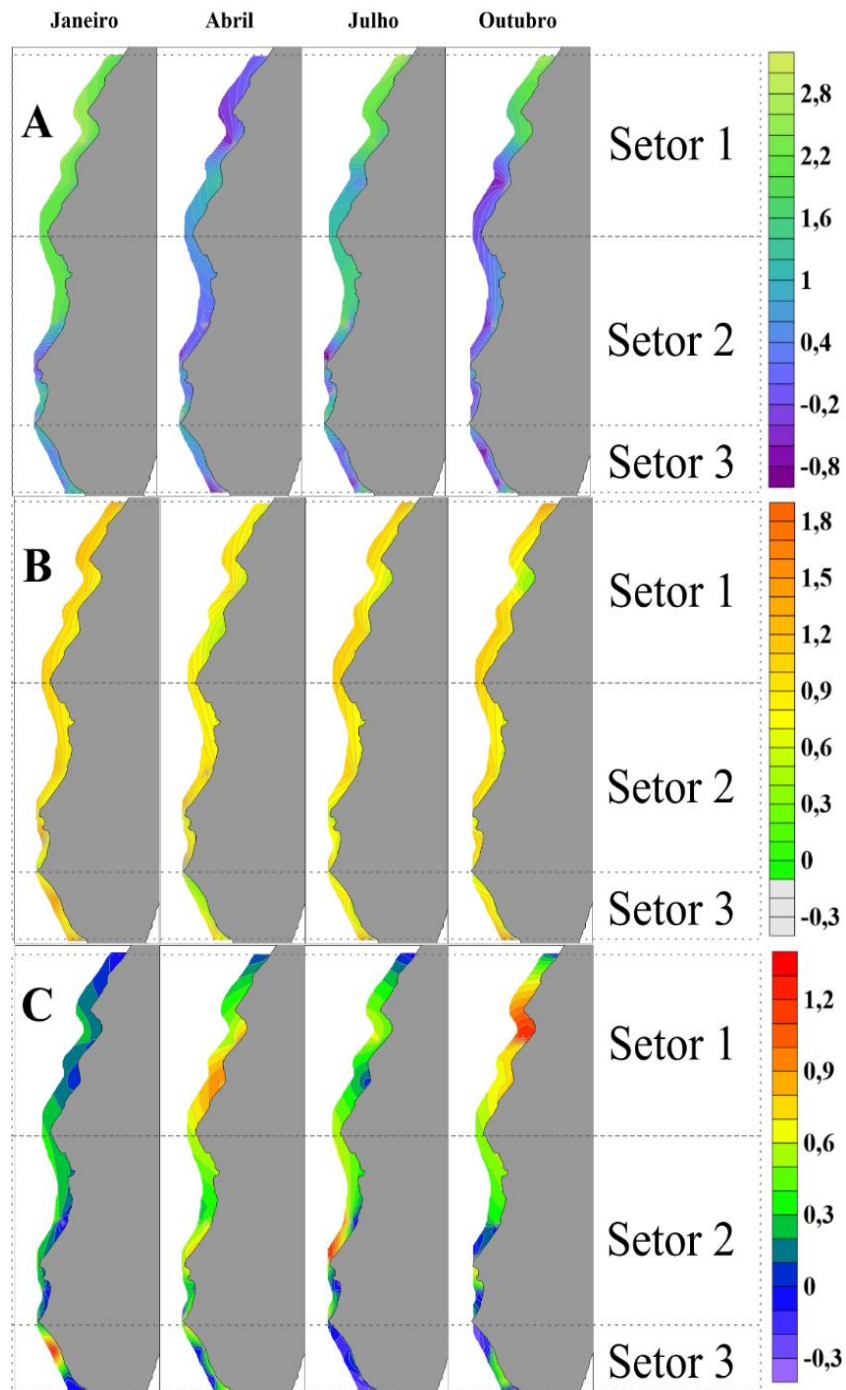 Janeiro Abril Julho Outubro
A
Setor 1
Setor 2
Setor 3
2,8
2,2
1,6
1
0,4
-0,2
-0,8
B
Setor 1
Setor 2
Setor 3
1,8
1,5
1,2
0,9
0,6
0,3
0
-0,3
C
Setor 1
Setor 2
Setor 3
1,2
0,9
0,6
0,3
0
-0,3